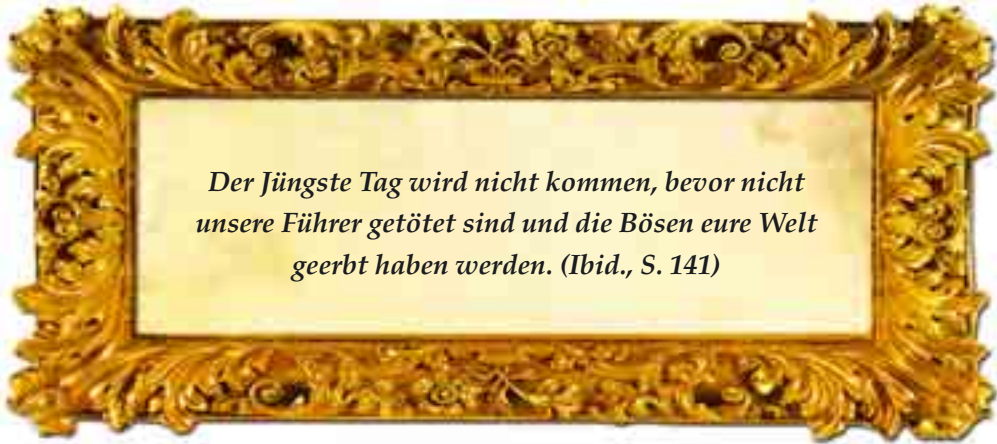 Der Jüngste Tag wird nicht kommen, bevor nicht
unsere Führer getötet sind und die Bösen eure Welt
geerbt haben werden. (Ibid., S. 141)